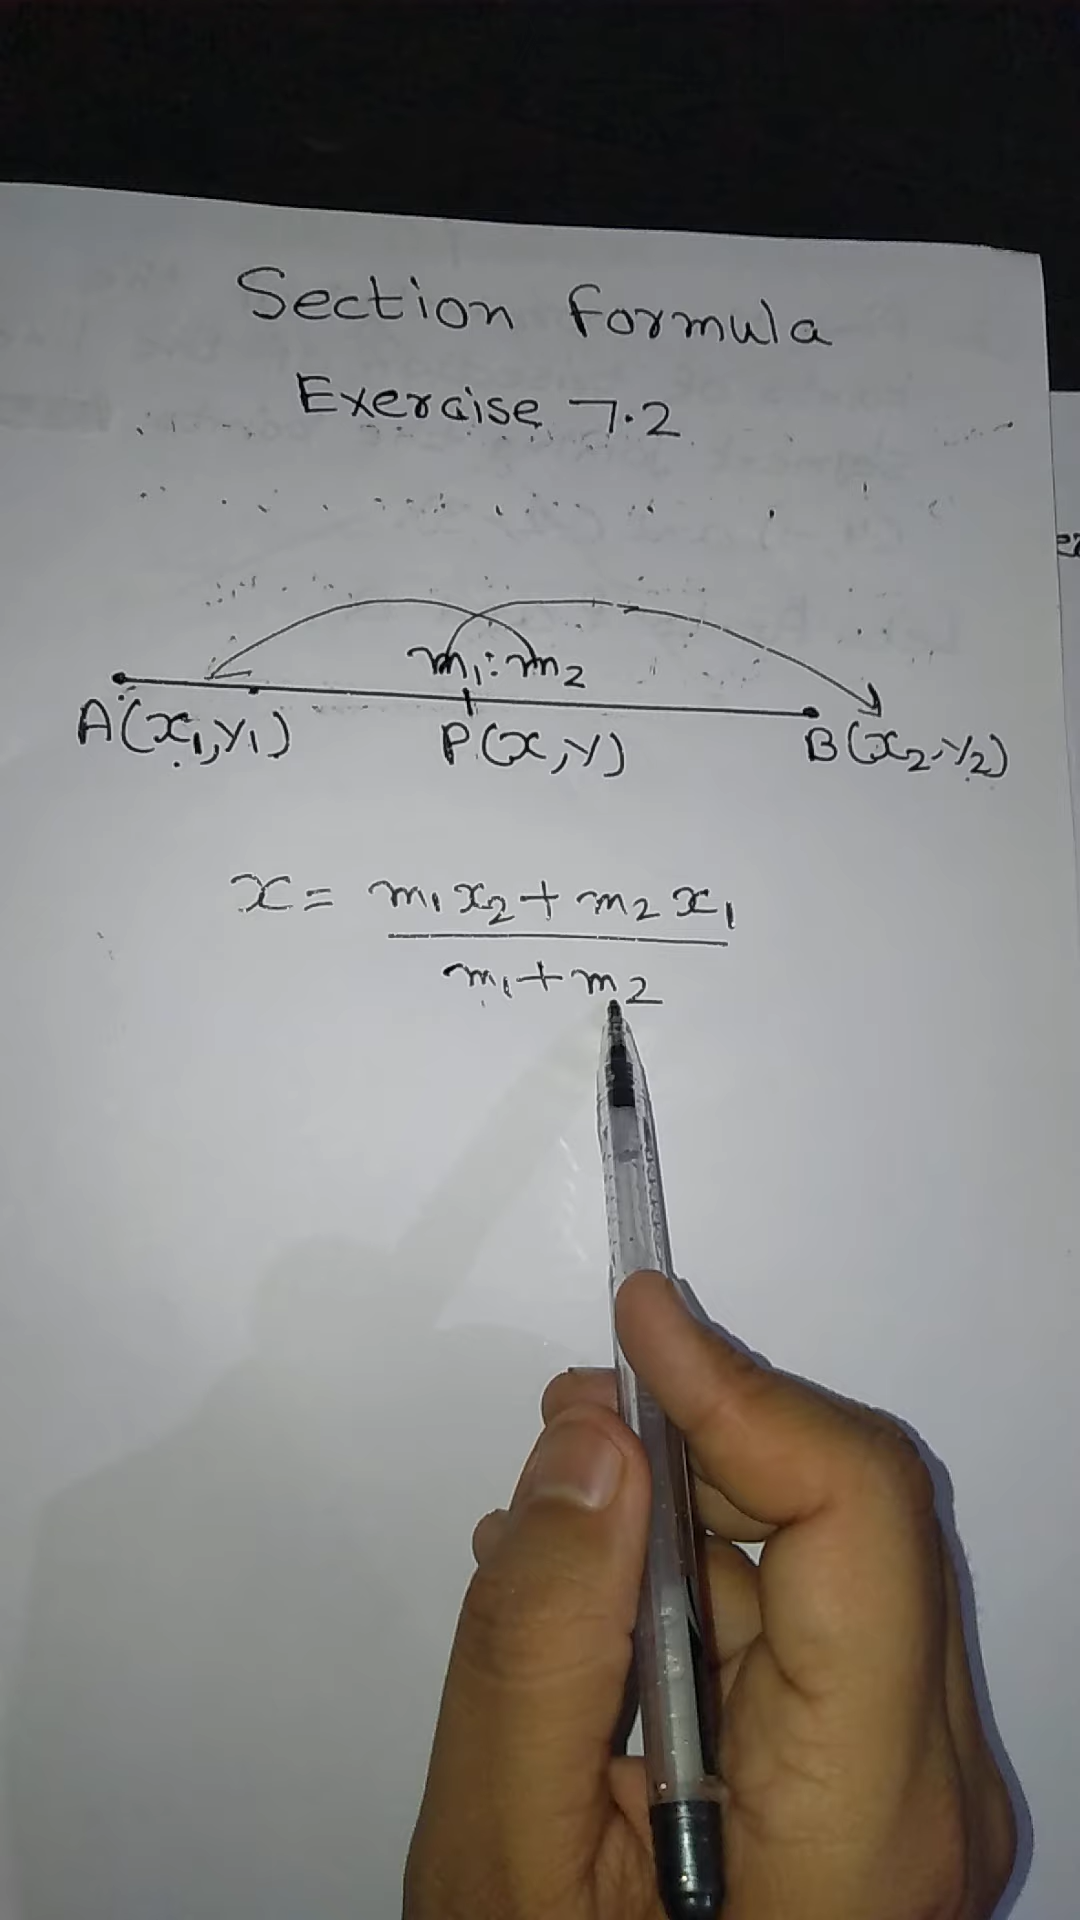 Section Formula
Exercise 7.2
m₁:m₂
A(x₁,y₁) P(x,y) B(x₂,y₂)
x = m₁x₂+m₂x₁
m₁+m₂